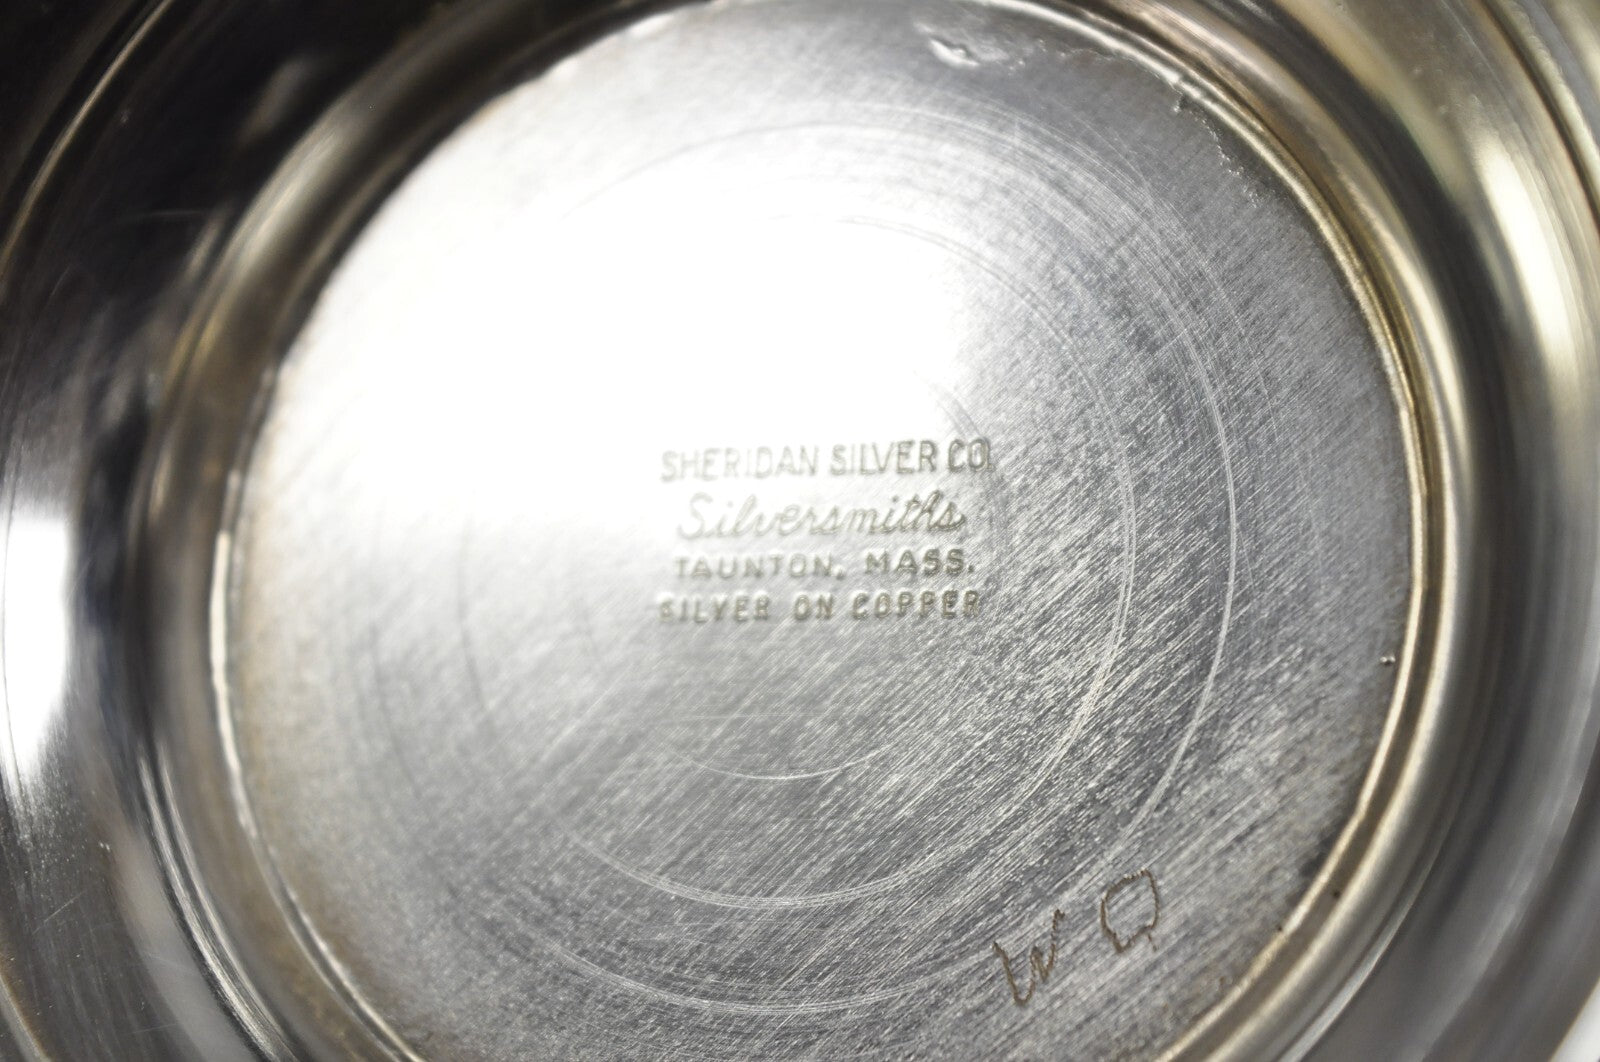 SHERIDAN SILVER CO.
Silversmiths
TAUNTON, MASS.
SILVER ON COPPER